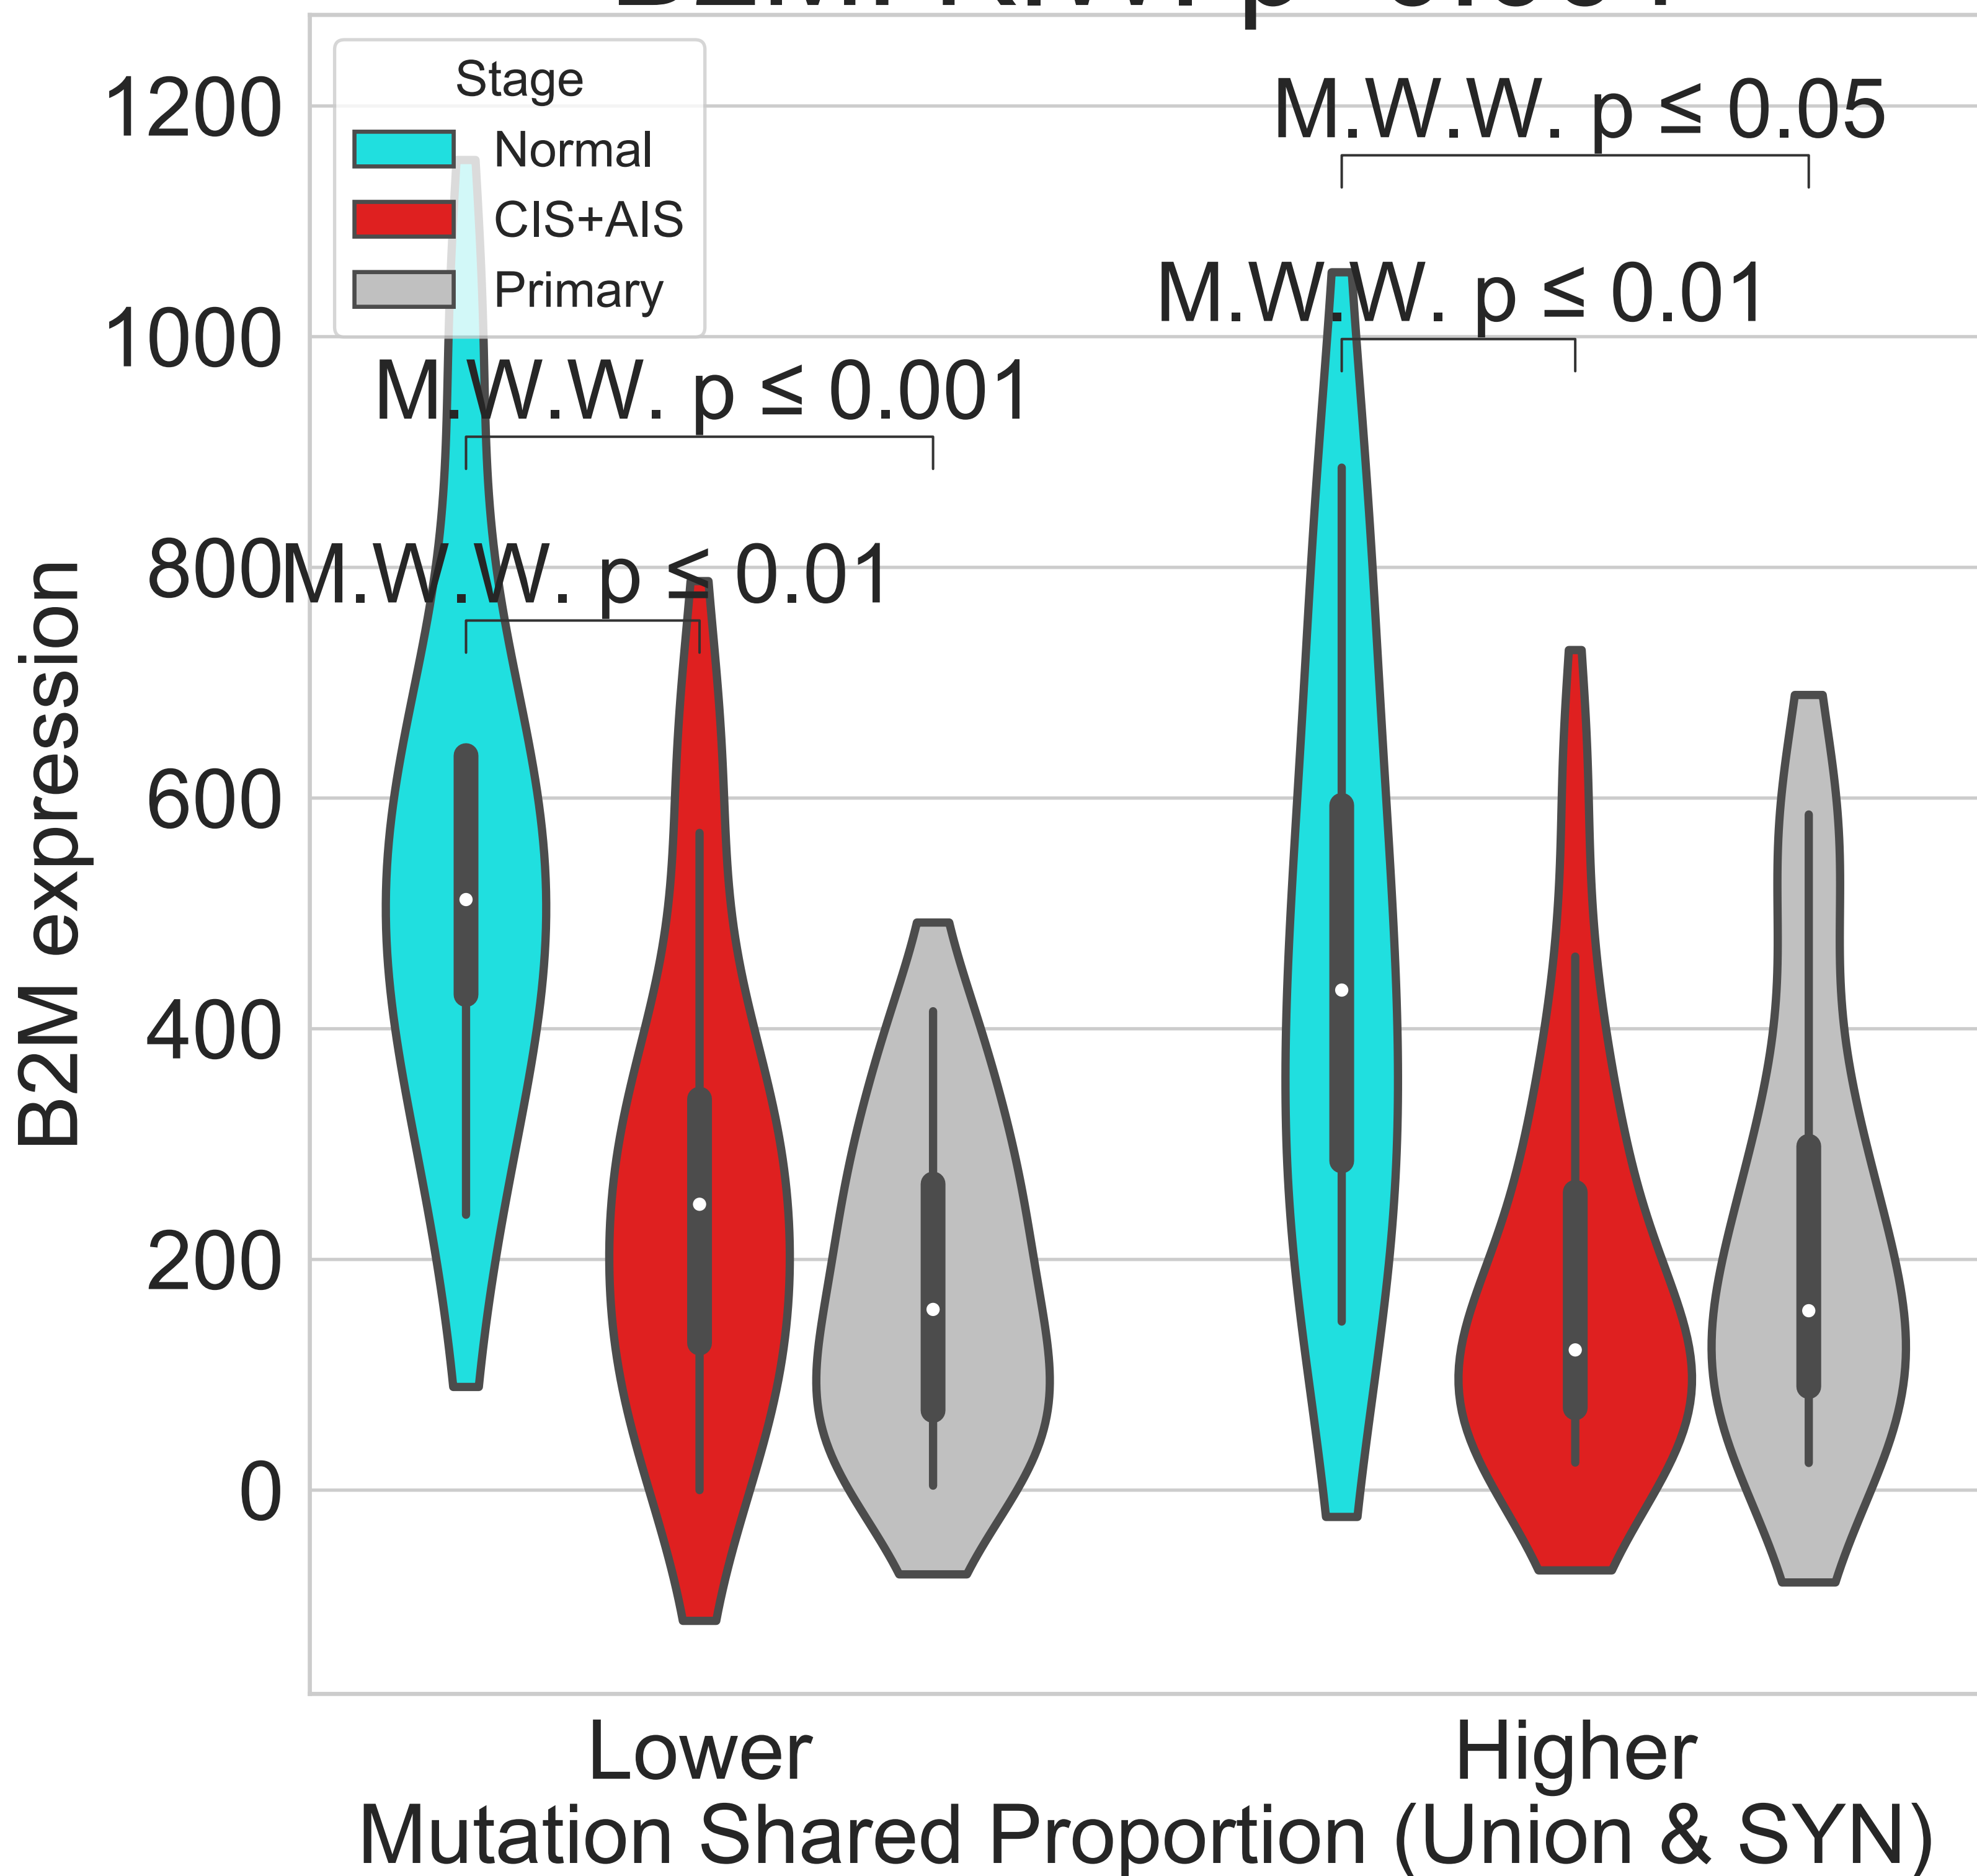 Stage
Normal
CIS+AIS
Primary
M.W.W. p ≤ 0.05
M.W.W. p ≤ 0.01
M.W.W. p ≤ 0.001
M.W.W. p ≤ 0.01
1200
1000
800
600
400
200
0
B2M expression
Lower
Higher
Mutation Shared Proportion (Union & SYN)